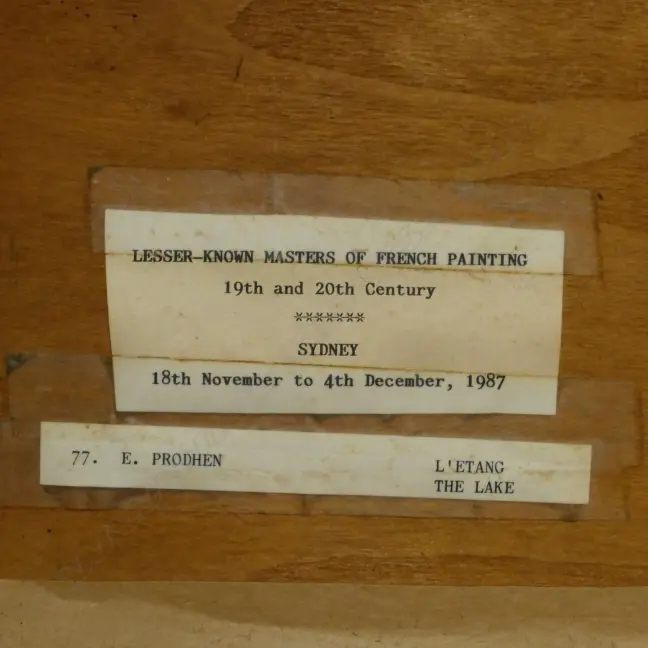 LESSER-KNOWN MASTERS OF FRENCH PAINTING
19th and 20th Century
*******
SYDNEY
18th November to 4th December, 1987
77. E. PRODHEN L'ETANG
THE LAKE